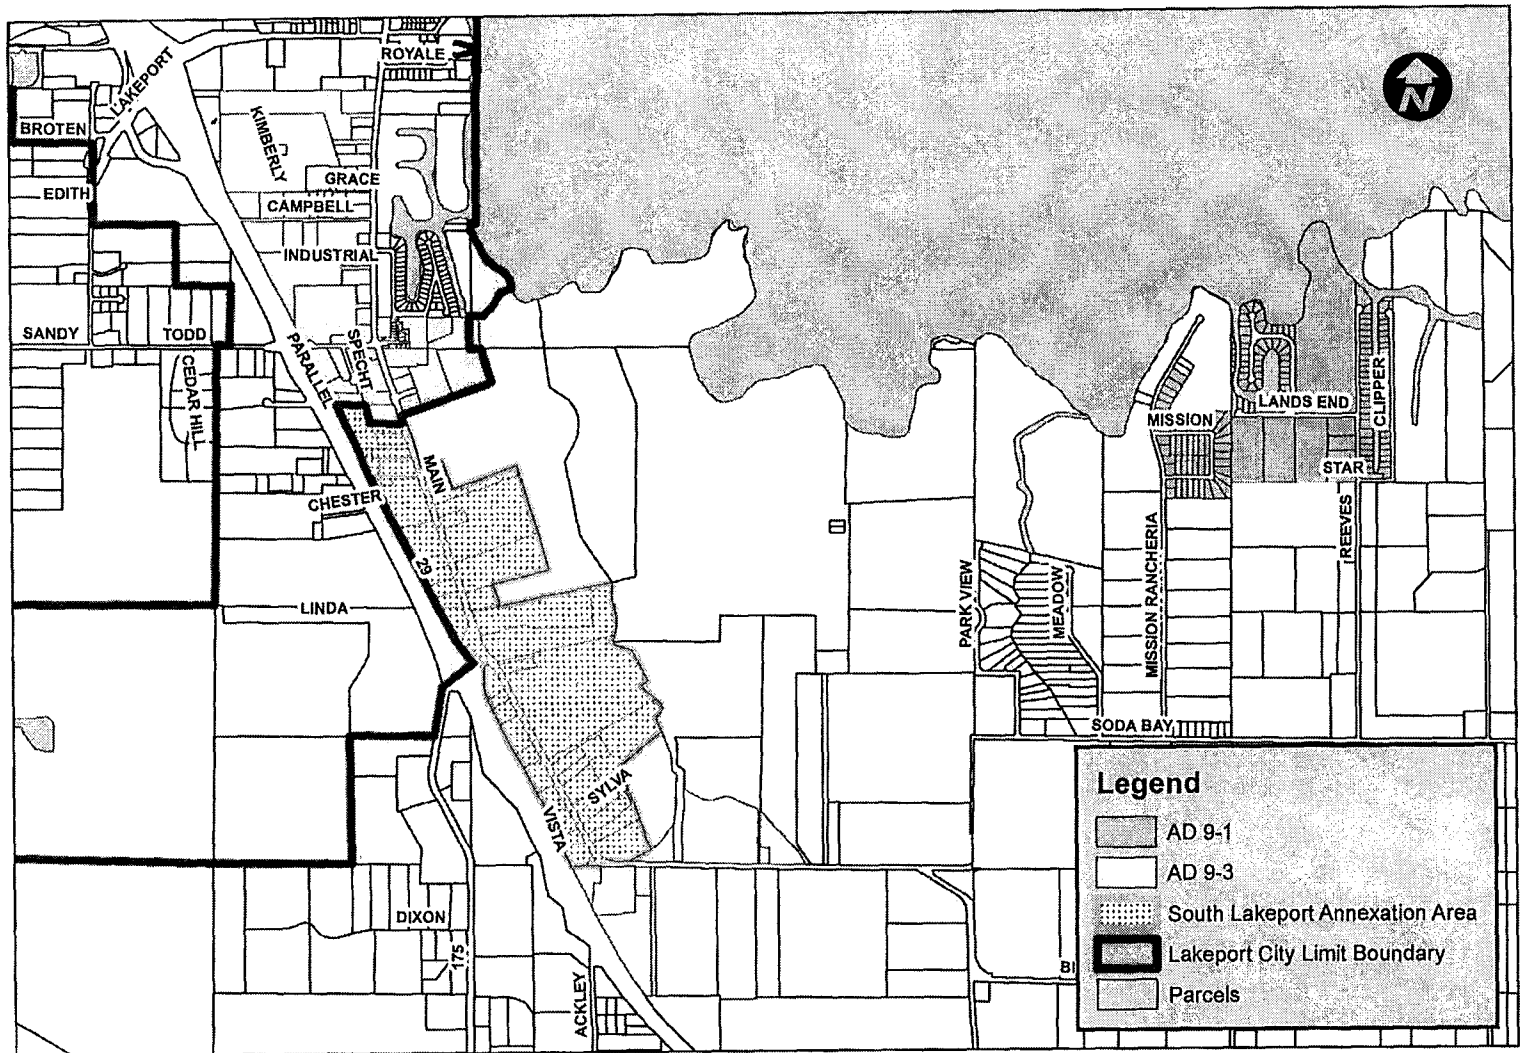 ROYALE
LAKEPORT
N
BROTEN
KIMBERLY
GRACE
EDITH
CAMPBELL
INDUSTRIAL
SANDY
TODD
PARALLEL
SPECHT
CEDAR HILL
CLIPPER
LANDS END
MISSION
MAIN
STAR
CHESTER
REEVES
29
MISSION RANCHERIA
PARK VIEW
MEADOW
LINDA
SODA BAY
SYLVA
VISTA
DIXON
175
ACKLEY
BI
Legend
AD 9-1
AD 9-3
South Lakeport Annexation Area
Lakeport City Limit Boundary
Parcels